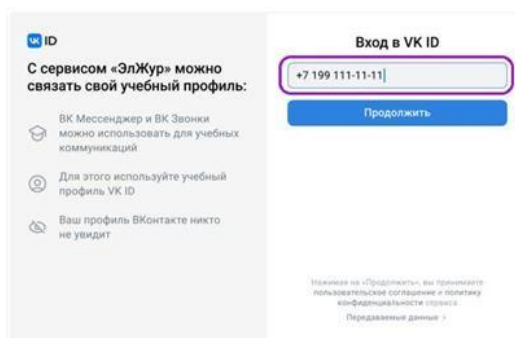 VK ID
С сервисом «ЭлЖур» можно
связать свой учебный профиль:
ВК Мессенджер и ВК Звонки
можно использовать для учебных
коммуникаций
Для этого используйте учебный
профиль VK ID
Ваш профиль ВКонтакте никто
не увидит
Вход в VK ID
+7 199 111-11-11
Продолжить
Нажимая на «Продолжить», вы принимаете
пользовательское соглашение и политику
конфиденциальности сервиса
Передаваемые данные >